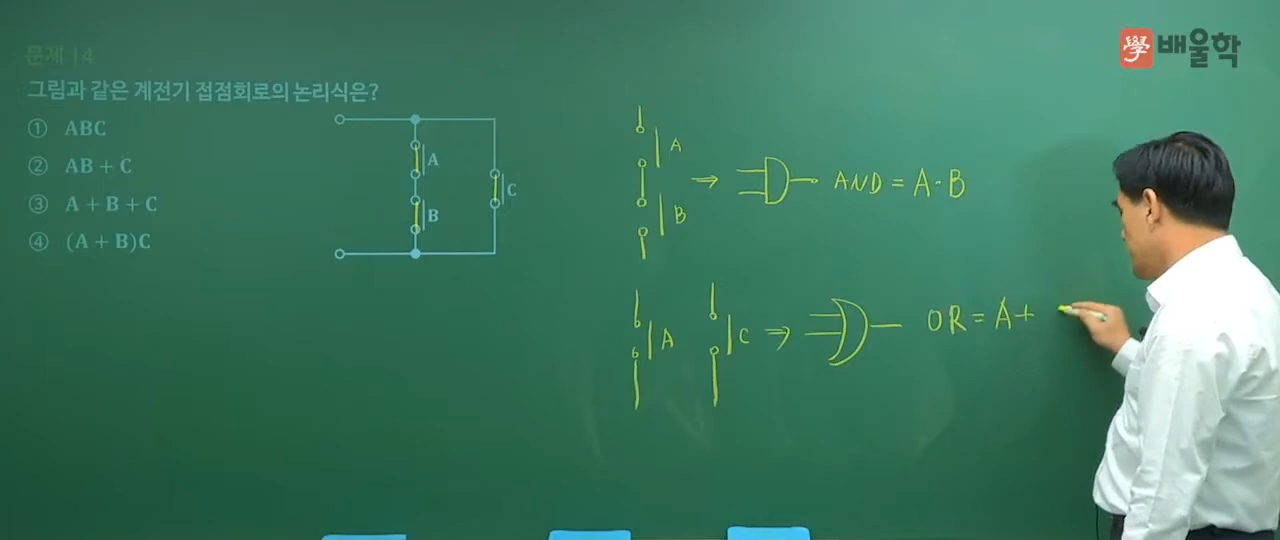 문제 14
學 배울학
그림과 같은 계전기 접점회로의 논리식은?
① ABC
② AB + C
③ A + B + C
④ (A + B)C
A
B
C
A
B
⇒ AND = A · B
A
C
⇒ OR = A +